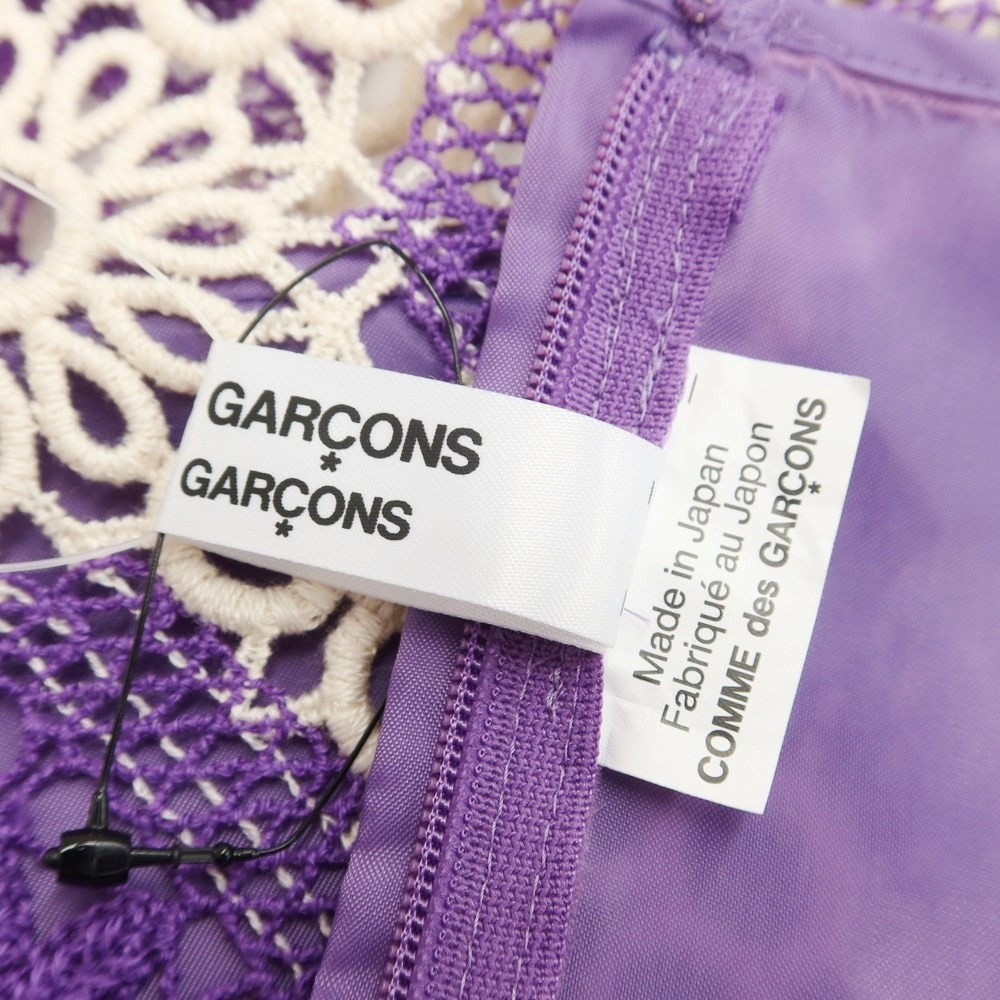 GARÇONS
GARÇONS
Made in Japan
Fabriqué au Japon
COMME des GARÇONS